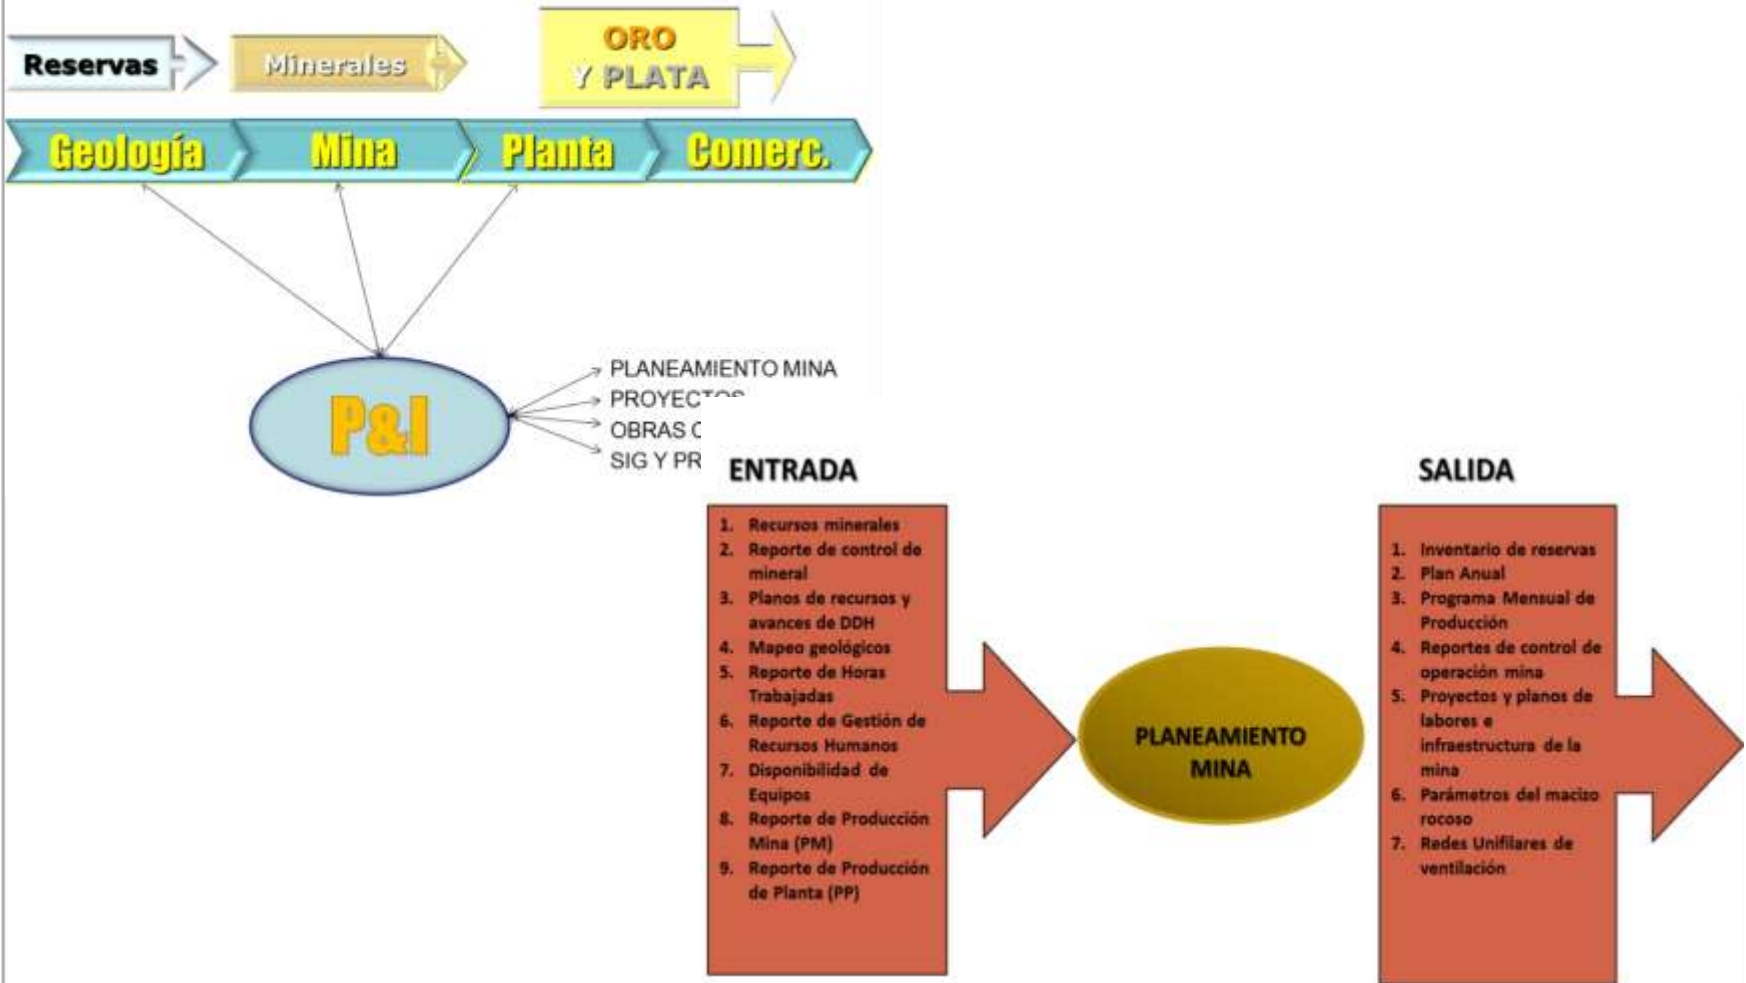 Reservas
Minerales
ORO
Y PLATA
Geología
Mina
Planta
Comerc.
P&I
PLANEAMIENTO MINA
PROYECTOS
OBRAS C
SIG Y PR
ENTRADA
1. Recursos minerales
2. Reporte de control de
mineral
3. Planos de recursos y
avances de DDH
4. Mapeo geológicos
5. Reporte de Horas
Trabajadas
6. Reporte de Gestión de
Recursos Humanos
7. Disponibilidad de
Equipos
8. Reporte de Producción
Mina (PM)
9. Reporte de Producción
de Planta (PP)
PLANEAMIENTO
MINA
SALIDA
1. Inventario de reservas
2. Plan Anual
3. Programa Mensual de
Producción
4. Reportes de control de
operación mina
5. Proyectos y planos de
labores e
infraestructura de la
mina
6. Parámetros del macizo
rocoso
7. Redes Unifilares de
ventilación